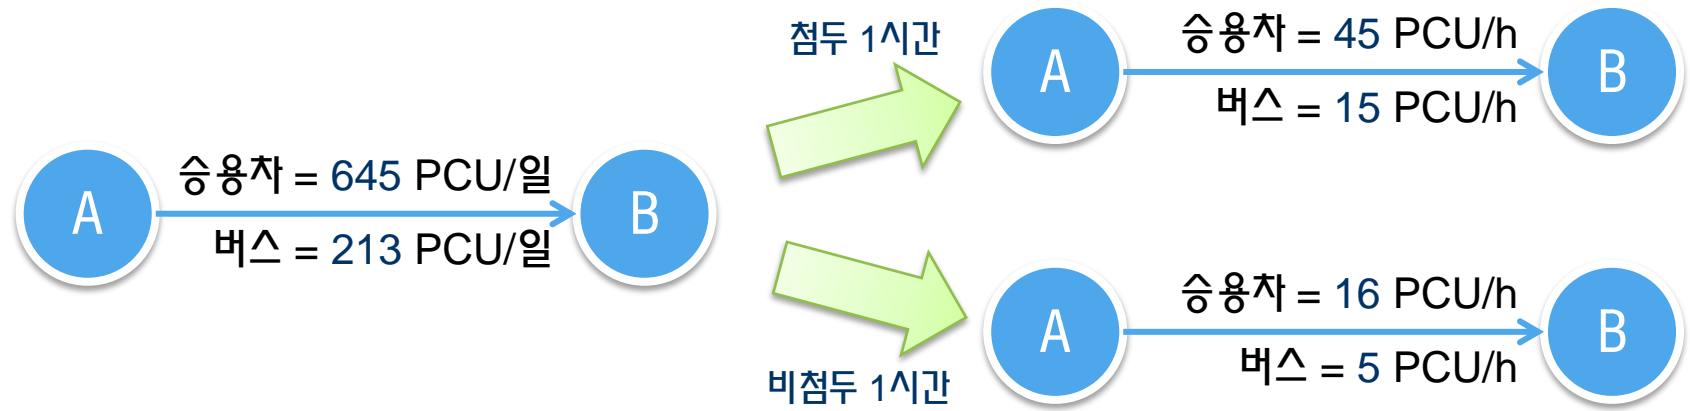 A
승용차 = 645 PCU/일
버스 = 213 PCU/일
B
첨두 1시간
A
승용차 = 45 PCU/h
버스 = 15 PCU/h
B
비첨두 1시간
A
승용차 = 16 PCU/h
버스 = 5 PCU/h
B